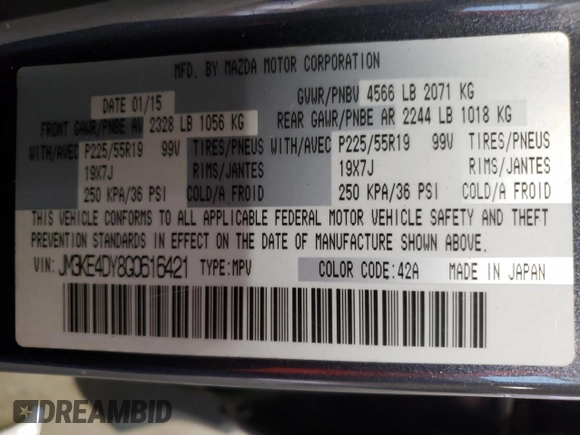 MFD. BY MAZDA MOTOR CORPORATION
DATE 01/15 GVWR/PNBV 4566 LB 2071 KG
FRONT GAWR/PNBE AV 2328 LB 1056 KG REAR GAWR/PNBE AR 2244 LB 1018 KG
WITH/AVEC P225/55R19 99V TIRES/PNEUS WITH/AVEC P225/55R19 99V TIRES/PNEUS
19X7J RIMS/JANTES 19X7J RIMS/JANTES
250 KPA/36 PSI COLD/A FROID 250 KPA/36 PSI COLD/A FROID
THIS VEHICLE CONFORMS TO ALL APPLICABLE FEDERAL MOTOR VEHICLE SAFETY AND THEFT
PREVENTION STANDARDS IN EFFECT ON THE DATE OF MANUFACTURE SHOWN ABOVE.
VIN: JM3KE4DY8G0616421 TYPE:MPV COLOR CODE:42A MADE IN JAPAN
DREAMBID